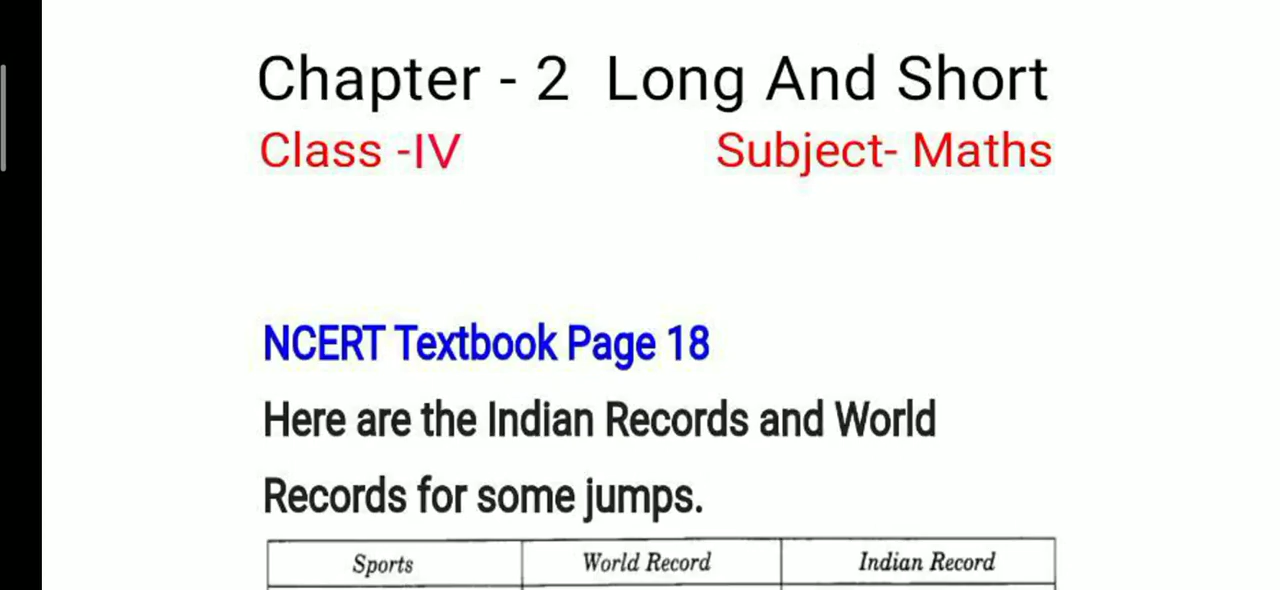 Chapter - 2 Long And Short
Class -IV Subject- Maths
NCERT Textbook Page 18
Here are the Indian Records and World
Records for some jumps.
Sports World Record Indian Record